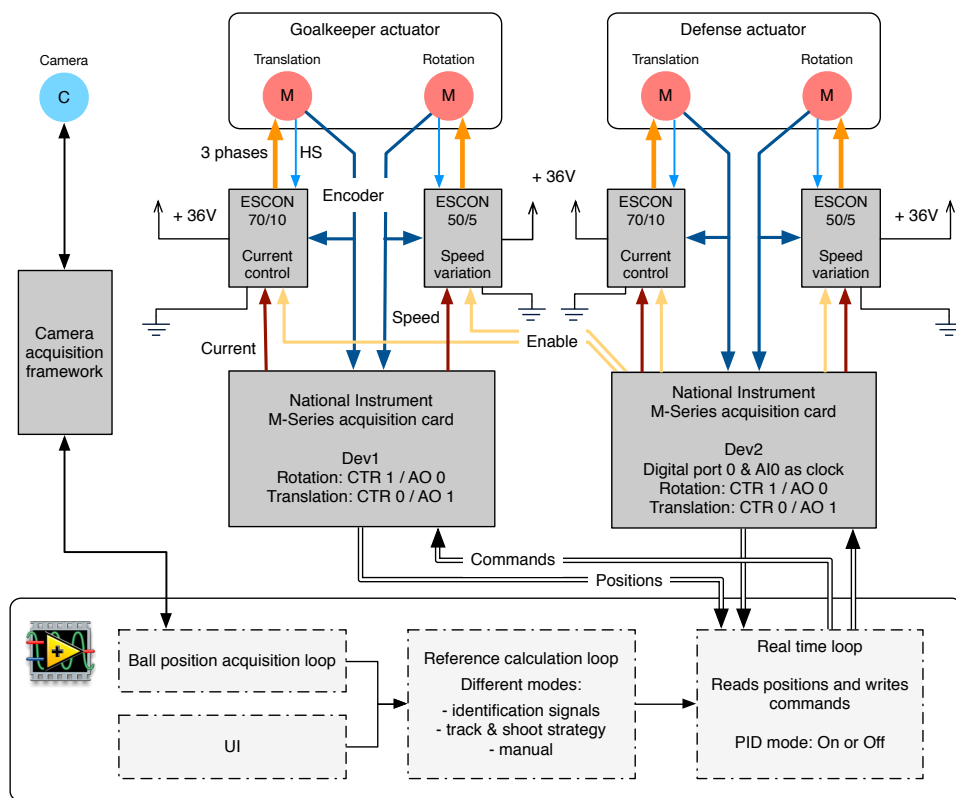 Goalkeeper actuator
Defense actuator
Camera
C
Translation
Rotation
M
M
Translation
Rotation
M
M
3 phases
HS
Encoder
+ 36V
ESCON
70/10
Current
control
+ 36V
ESCON
50/5
Speed
variation
+ 36V
ESCON
70/10
Current
control
+ 36V
ESCON
50/5
Speed
variation
Camera
acquisition
framework
Current
Speed
Enable
National Instrument
M-Series acquisition card
Dev1
Rotation: CTR 1 / AO 0
Translation: CTR 0 / AO 1
National Instrument
M-Series acquisition card
Dev2
Digital port 0 & AI0 as clock
Rotation: CTR 1 / AO 0
Translation: CTR 0 / AO 1
Commands
Positions
Ball position acquisition loop
UI
Reference calculation loop
Different modes:
- identification signals
- track & shoot strategy
- manual
Real time loop
Reads positions and writes
commands
PID mode: On or Off